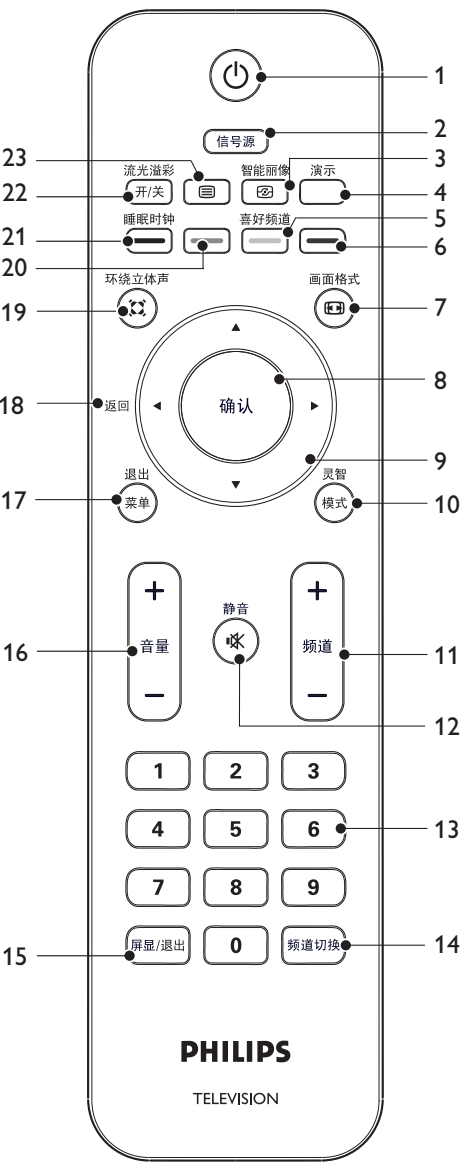 1
信号源
2
23
流光溢彩
智能丽像
演示
3
22
开/关
4
睡眠时钟
喜好频道
5
21
6
20
环绕立体声
画面格式
19
7
确认
8
18
返回
9
退出
灵智
17
菜单
模式
10
+
+
静音
16
音量
频道
11
−
−
12
1
2
3
4
5
6
13
7
8
9
15
屏显/退出
0
频道切换
14
PHILIPS
TELEVISION